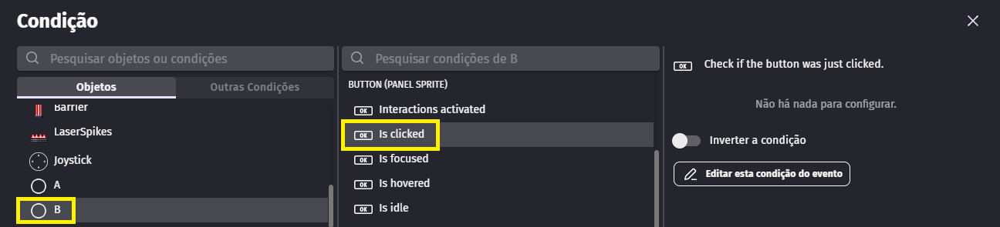 Condição
Pesquisar objetos ou condições
Objetos
Outras Condições
Barrier
LaserSpikes
Joystick
A
B
Pesquisar condições de B
BUTTON (PANEL SPRITE)
OK Interactions activated
OK Is clicked
OK Is focused
OK Is hovered
OK Is idle
OK Check if the button was just clicked.
Não há nada para configurar.
Inverter a condição
Editar esta condição do evento